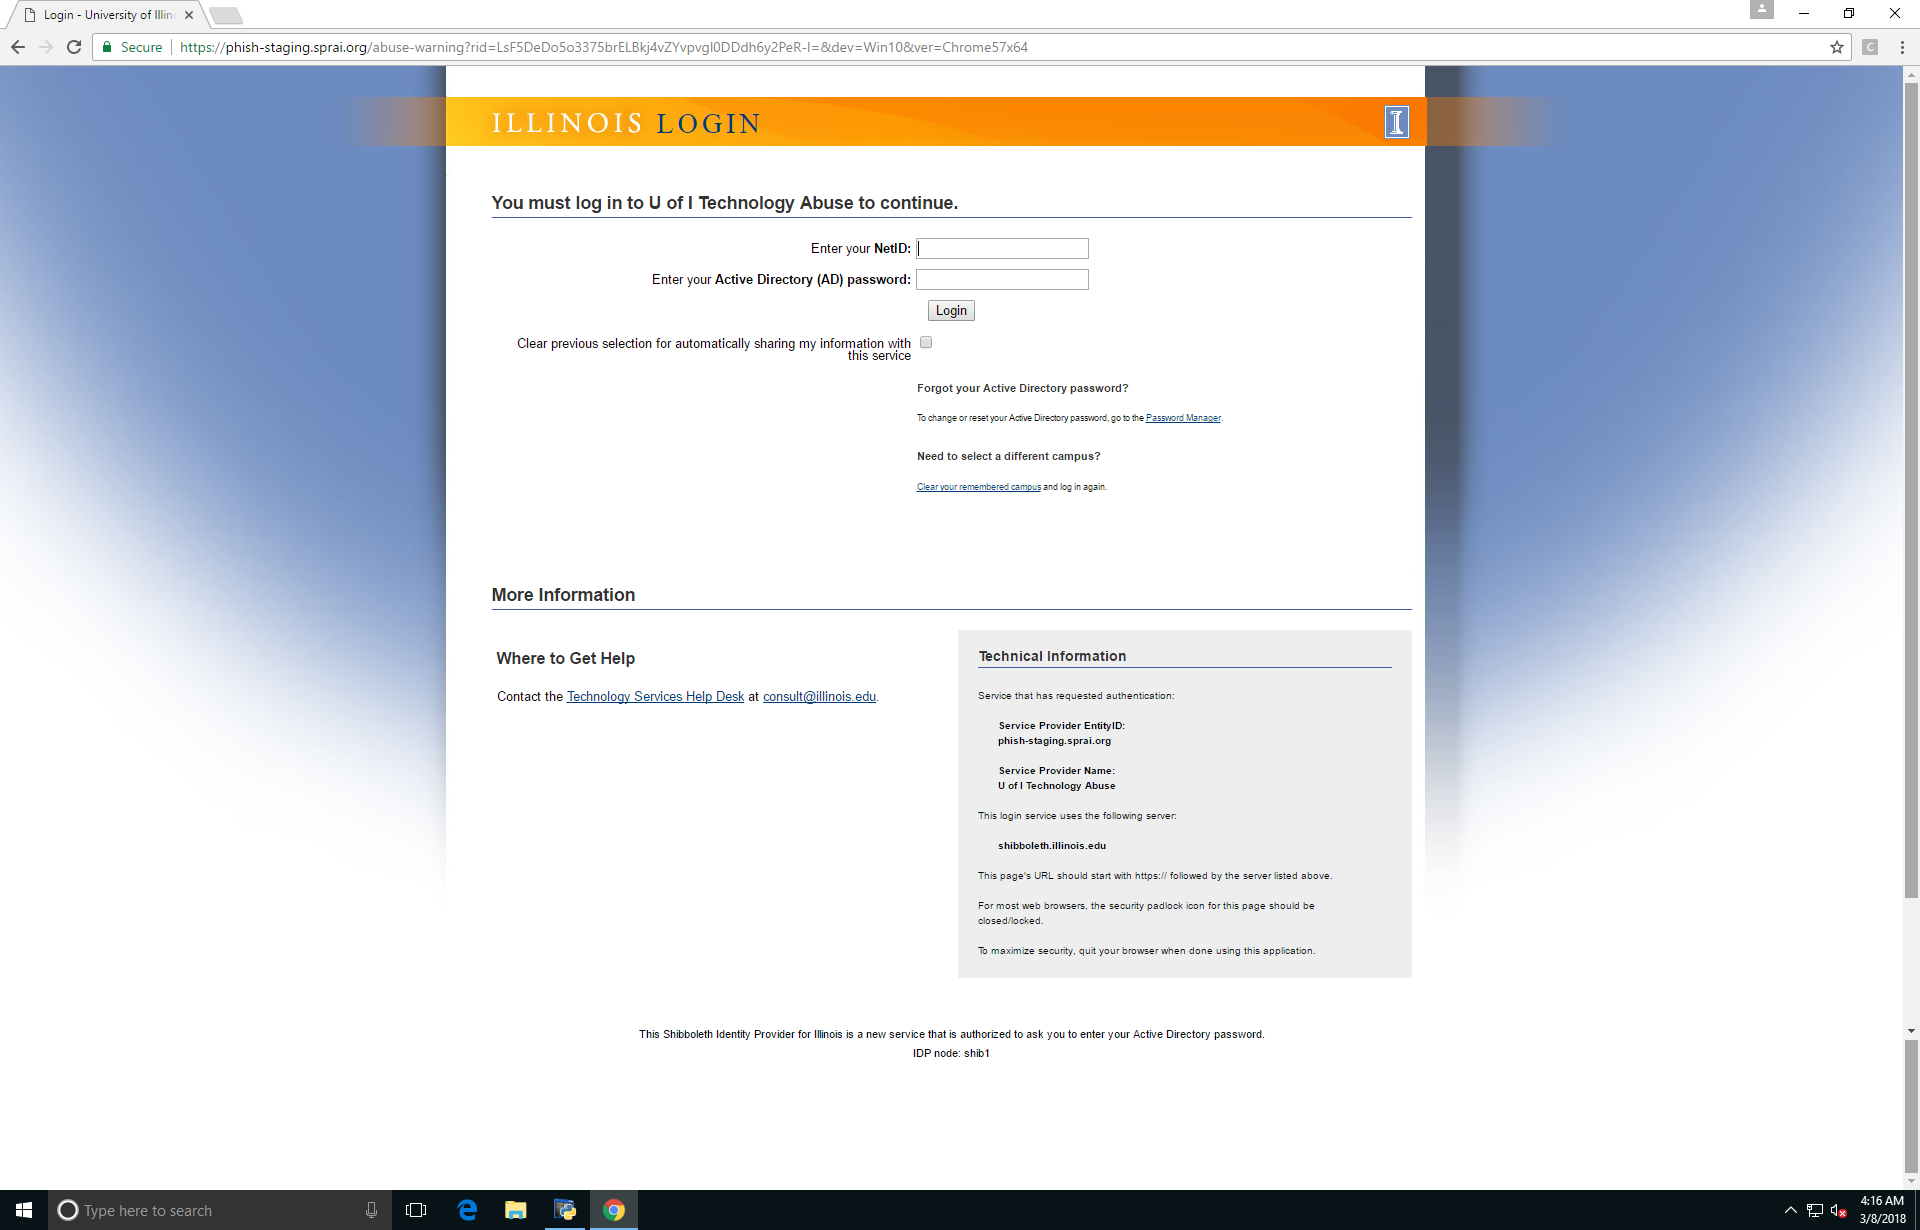 Login - University of Illin
Secure
https://phish-staging.sprai.org/abuse-warning?rid=LsF5DeDo5o3375brELBkj4vZYvpvgl0DDdh6y2PeR-I=&dev=Win10&ver=Chrome57x64
C
ILLINOIS LOGIN
I
You must log in to U of I Technology Abuse to continue.
Enter your NetID:
Enter your Active Directory (AD) password:
Login
Clear previous selection for automatically sharing my information with
this service
Forgot your Active Directory password?
To change or reset your Active Directory password, go to the Password Manager.
Need to select a different campus?
Clear your remembered campus and log in again.
More Information
Where to Get Help
Contact the Technology Services Help Desk at consult@illinois.edu.
Technical Information
Service that has requested authentication:
Service Provider EntityID:
phish-staging.sprai.org
Service Provider Name:
U of I Technology Abuse
This login service uses the following server:
shibboleth.illinois.edu
This page's URL should start with https:// followed by the server listed above.
For most web browsers, the security padlock icon for this page should be
closed/locked.
To maximize security, quit your browser when done using this application.
This Shibboleth Identity Provider for Illinois is a new service that is authorized to ask you to enter your Active Directory password.
IDP node: shib1
Type here to search
4:16 AM
3/8/2018